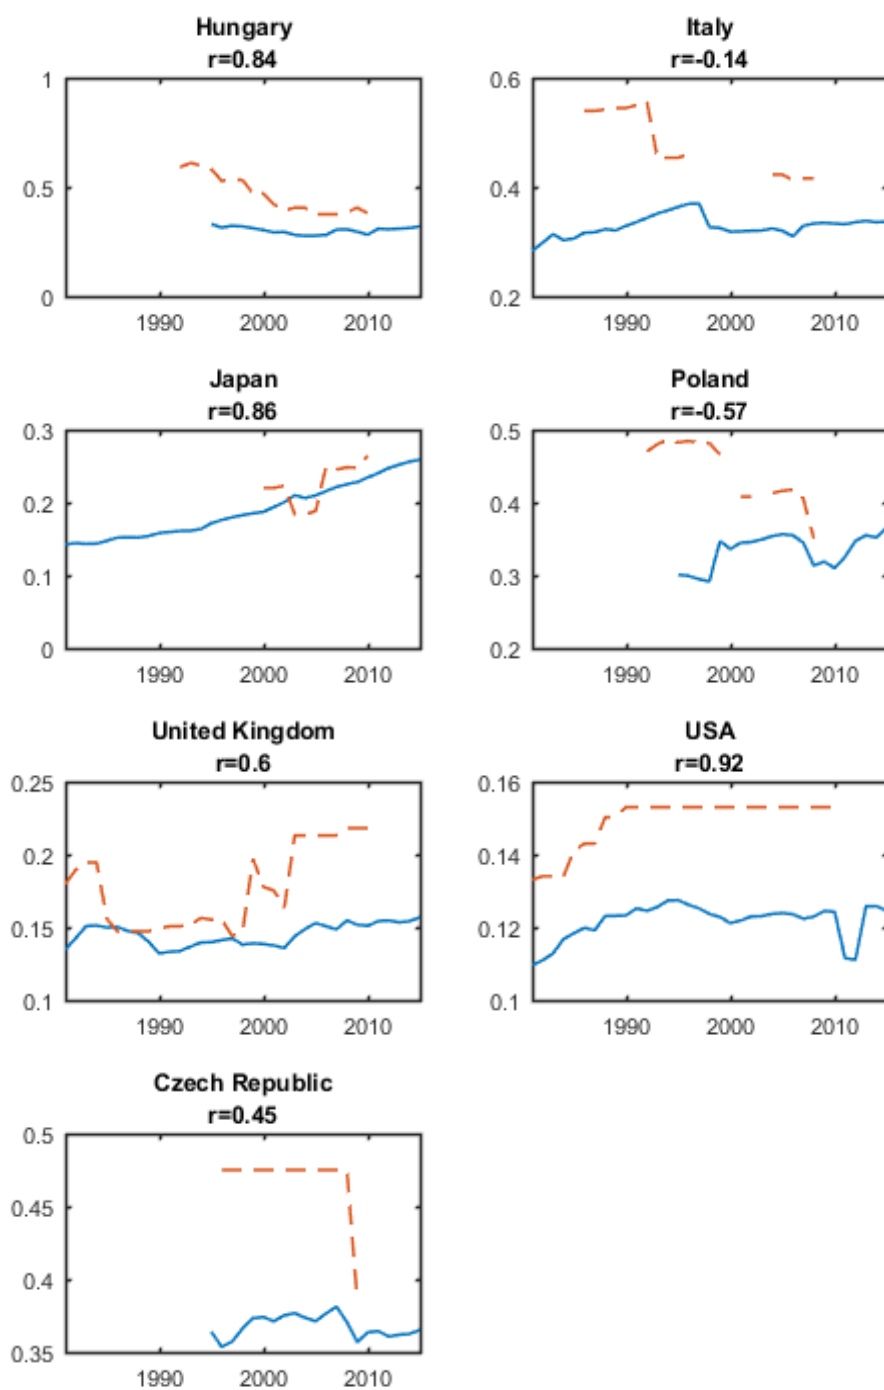 Hungary
r=0.84
1
0.5
0
1990 2000 2010
Italy
r=-0.14
0.6
0.4
0.2
1990 2000 2010
Japan
r=0.86
0.3
0.2
0.1
0
1990 2000 2010
Poland
r=-0.57
0.5
0.4
0.3
0.2
1990 2000 2010
United Kingdom
r=0.6
0.25
0.2
0.15
0.1
1990 2000 2010
USA
r=0.92
0.16
0.14
0.12
0.1
1990 2000 2010
Czech Republic
r=0.45
0.5
0.45
0.4
0.35
1990 2000 2010